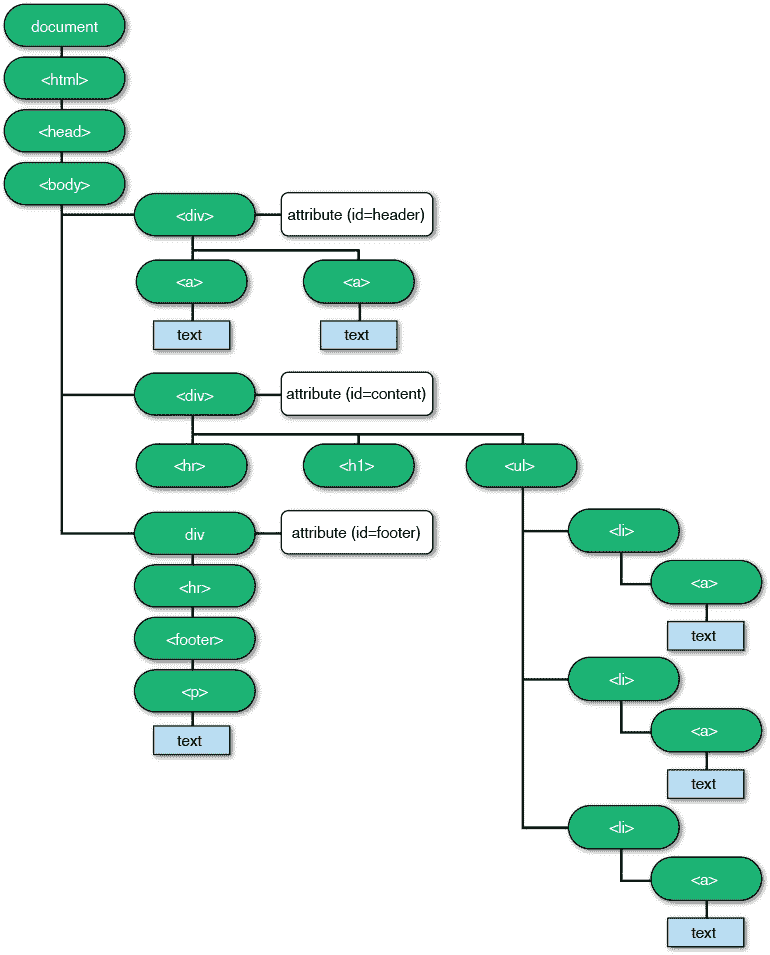 document
<html>
<head>
<body>
<div>
attribute (id=header)
<a>
<a>
text
text
<div>
attribute (id=content)
<hr>
<h1>
<ul>
div
attribute (id=footer)
<li>
<hr>
<a>
<footer>
text
<li>
<p>
<a>
text
text
<li>
<a>
text